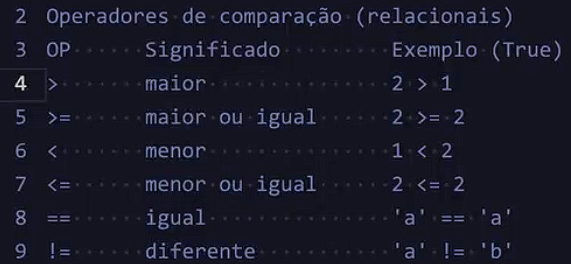 2 Operadores de comparação (relacionais)
3 OP Significado Exemplo (True)
4 > maior 2 > 1
5 >= maior ou igual 2 >= 2
6 < menor 1 < 2
7 <= menor ou igual 2 <= 2
8 == igual 'a' == 'a'
9 != diferente 'a' != 'b'